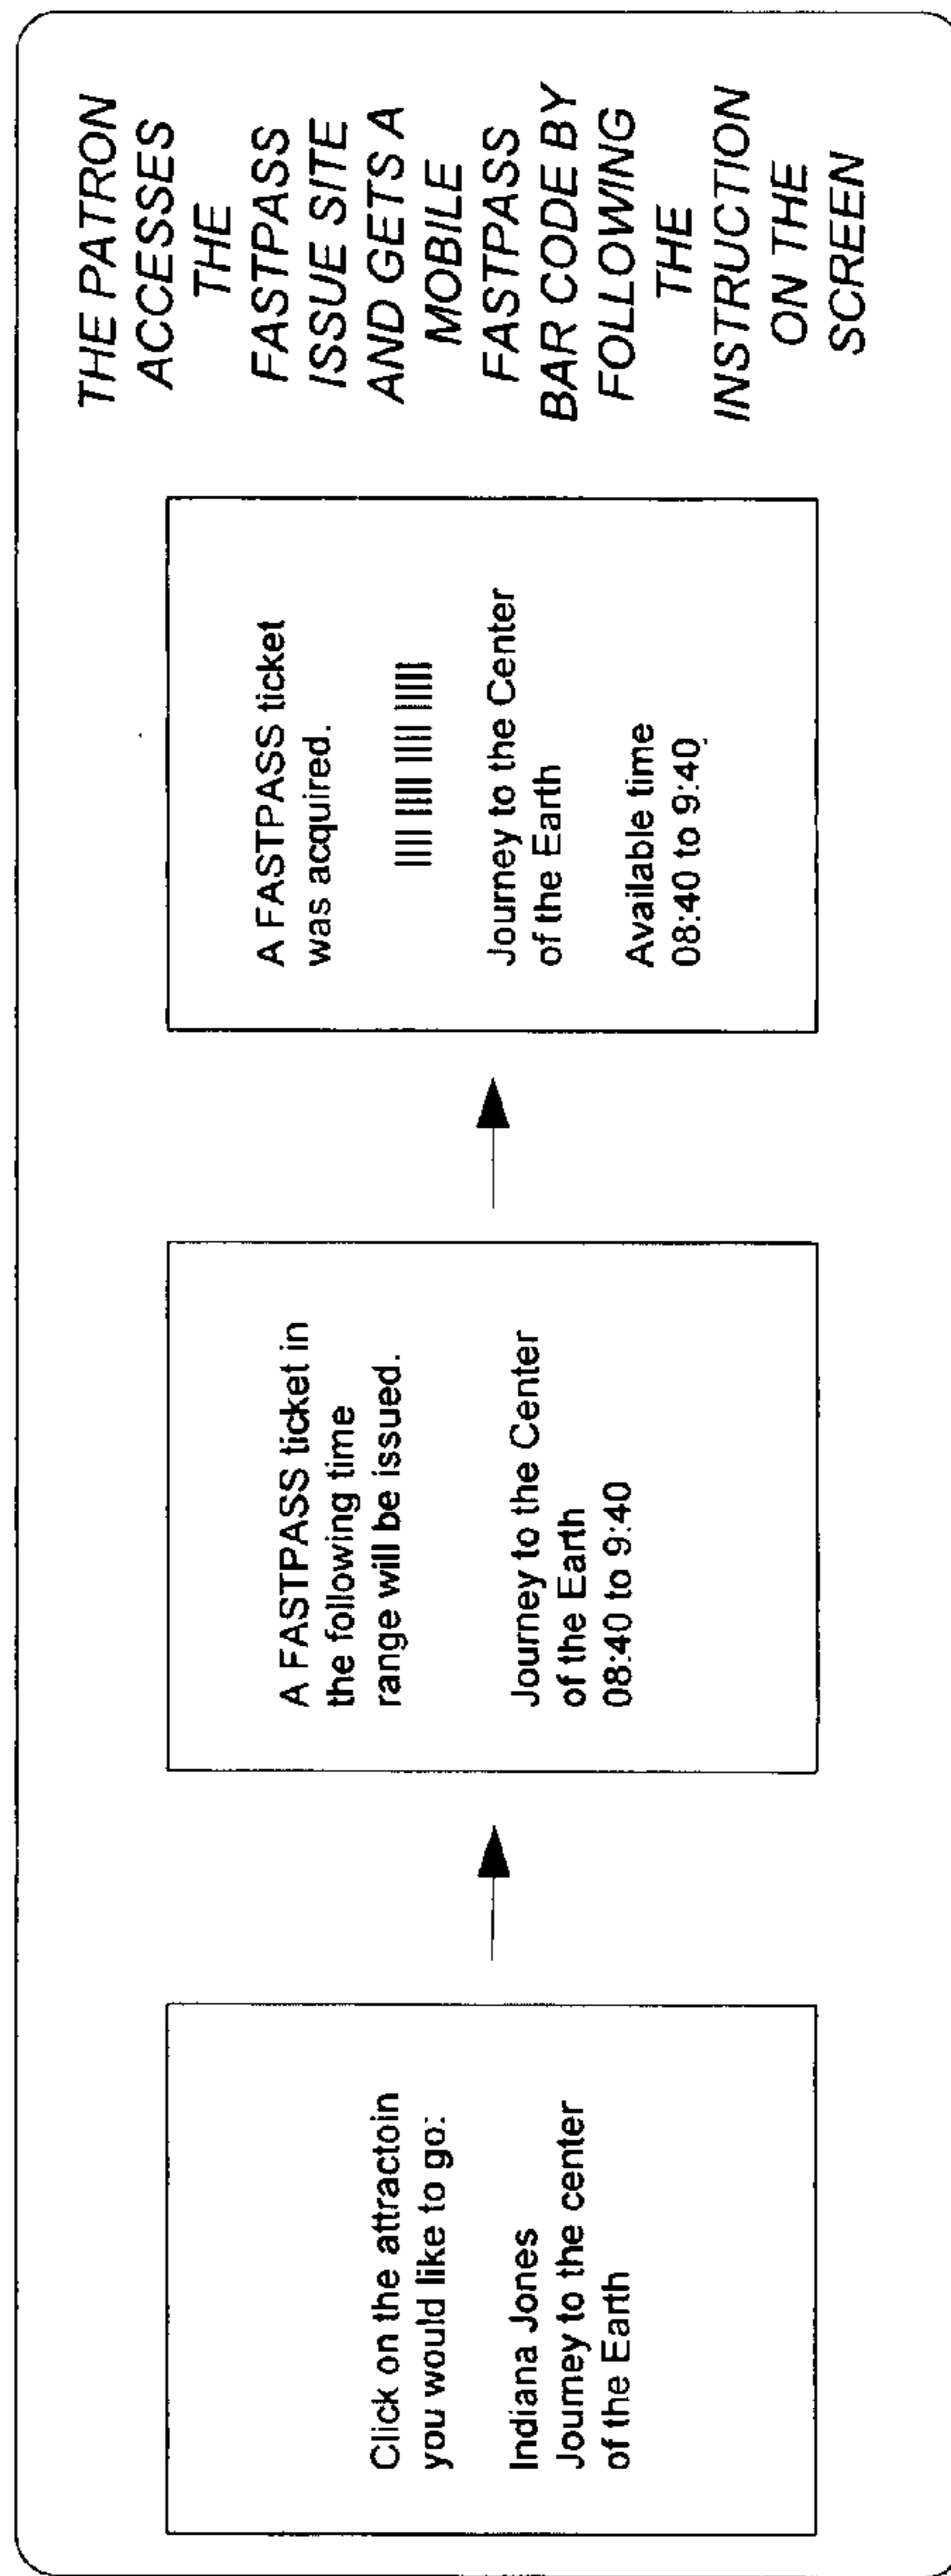 Click on the attractoin
you would like to go:
Indiana Jones
Journey to the center
of the Earth
A FASTPASS ticket in
the following time
range will be issued.
Journey to the Center
of the Earth
08:40 to 9:40
A FASTPASS ticket
was acquired.
Journey to the Center
of the Earth
Available time
08:40 to 9:40
THE PATRON
ACCESSES
THE
FASTPASS
ISSUE SITE
AND GETS A
MOBILE
FASTPASS
BAR CODE BY
FOLLOWING
THE
INSTRUCTION
ON THE
SCREEN